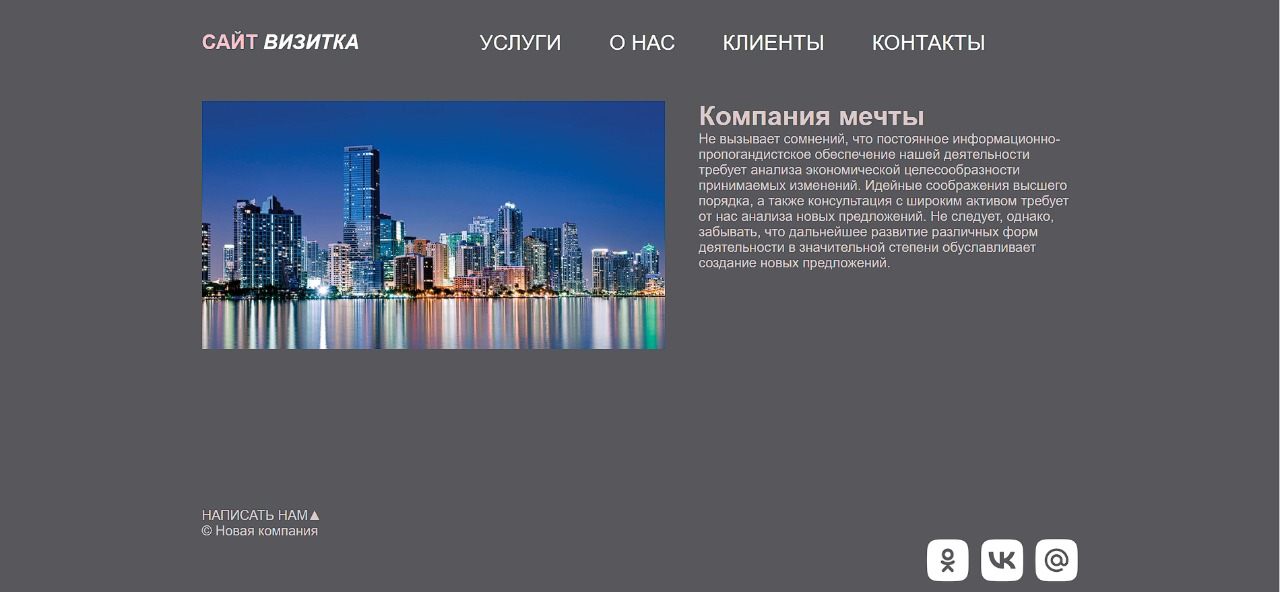 САЙТ ВИЗИТКА
УСЛУГИ О НАС КЛИЕНТЫ КОНТАКТЫ
Компания мечты
Не вызывает сомнений, что постоянное информационно-
пропогандистское обеспечение нашей деятельности
требует анализа экономической целесообразности
принимаемых изменений. Идейные соображения высшего
порядка, а также консультация с широким активом требует
от нас анализа новых предложений. Не следует, однако,
забывать, что дальнейшее развитие различных форм
деятельности в значительной степени обуславливает
создание новых предложений.
НАПИСАТЬ НАМ▲
© Новая компания